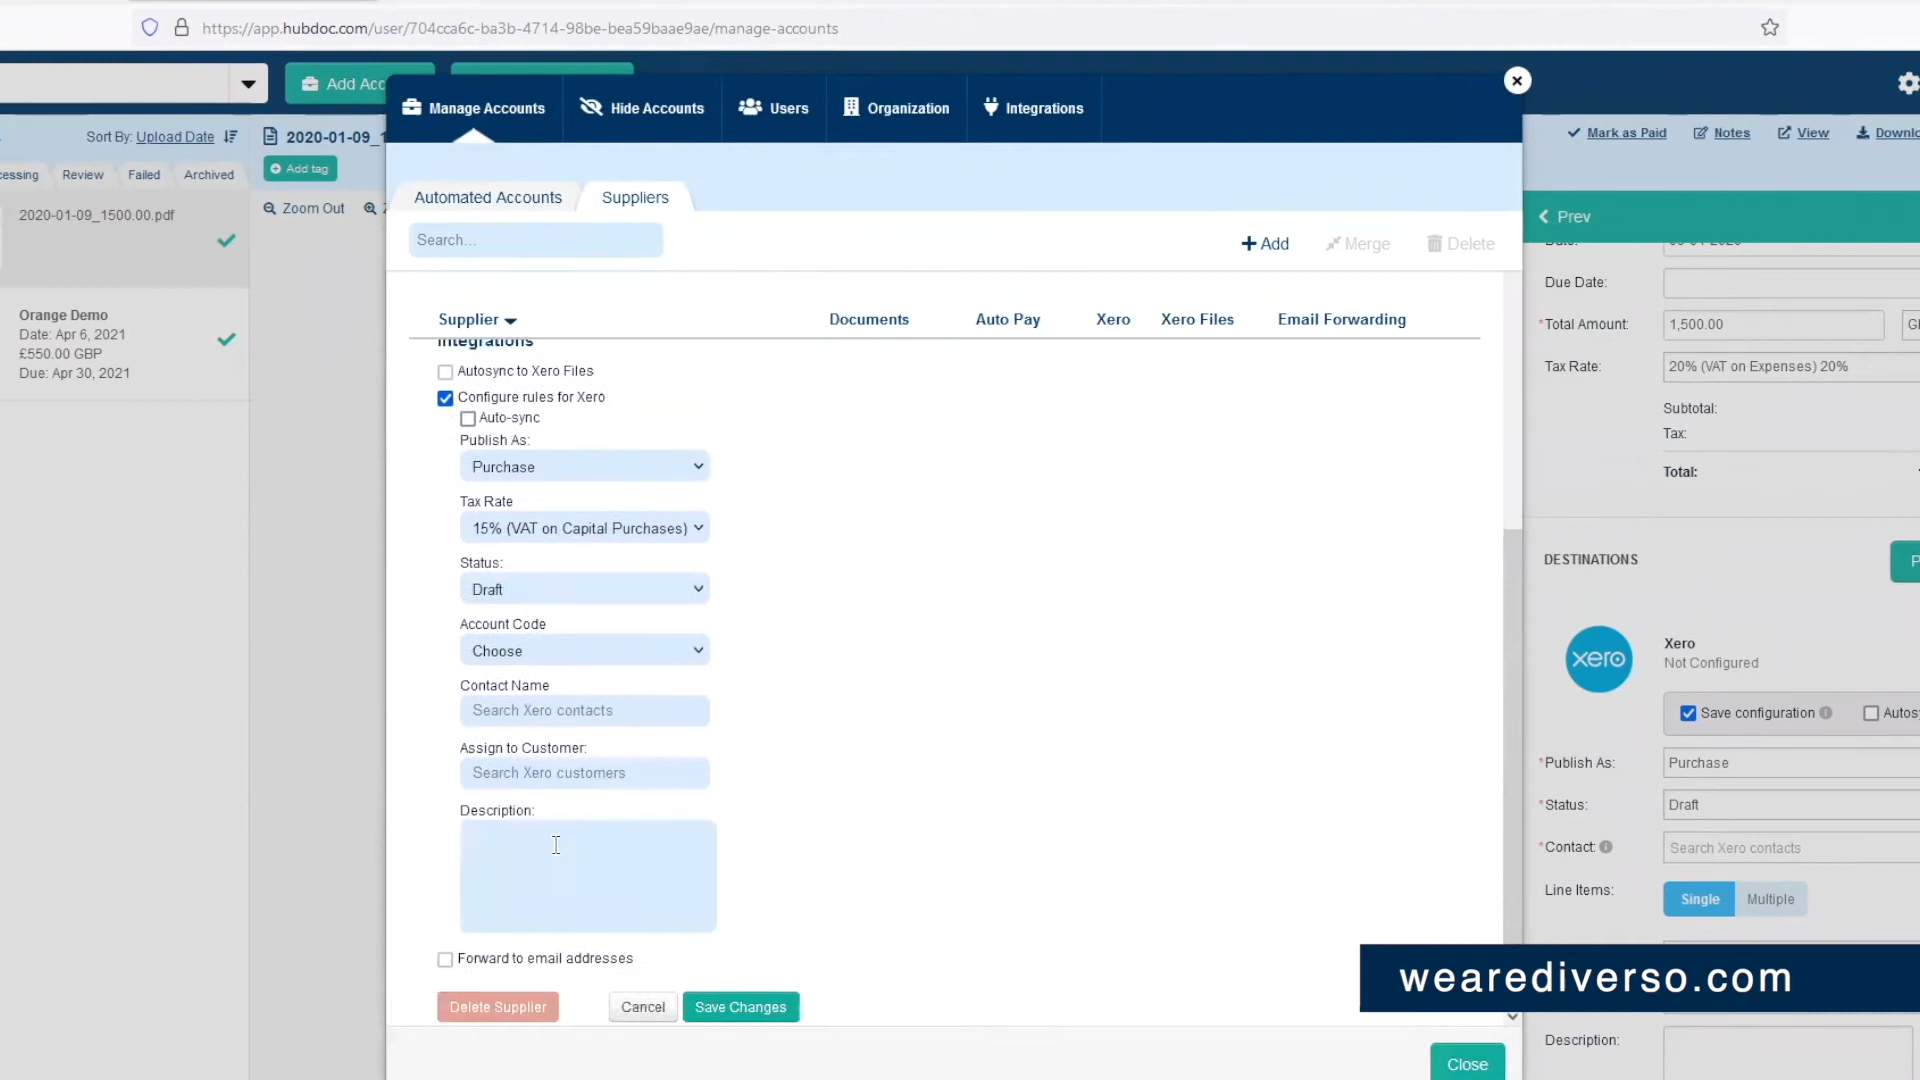 https://app.hubdoc.com/user/704cca6c-ba3b-4714-98be-bea59baae9ae/manage-accounts
Add Acc
Manage Accounts
Hide Accounts
Users
Organization
Integrations
Sort By: Upload Date
2020-01-09_1
Mark as Paid
Notes
View
Downlo
Add tag
cessing
Review
Failed
Archived
Automated Accounts
Suppliers
Zoom Out
2020-01-09_1500.00.pdf
Prev
Search...
Add
Merge
Delete
Due Date:
Orange Demo
Date: Apr 6, 2021
£550.00 GBP
Due: Apr 30, 2021
Supplier
Documents
Auto Pay
Xero
Xero Files
Email Forwarding
*Total Amount:
1,500.00
Integrations
Autosync to Xero Files
Configure rules for Xero
Auto-sync
Publish As:
Purchase
Tax Rate
15% (VAT on Capital Purchases)
Status:
Draft
Account Code
Choose
Contact Name
Search Xero contacts
Assign to Customer:
Search Xero customers
Description:
Forward to email addresses
Delete Supplier
Cancel
Save Changes
Close
Tax Rate:
20% (VAT on Expenses) 20%
Subtotal:
Tax:
Total:
DESTINATIONS
P
xero
Xero
Not Configured
Save configuration
Autosy
*Publish As:
Purchase
*Status:
Draft
*Contact:
Search Xero contacts
Line Items:
Single
Multiple
wearediverso.com
Description: